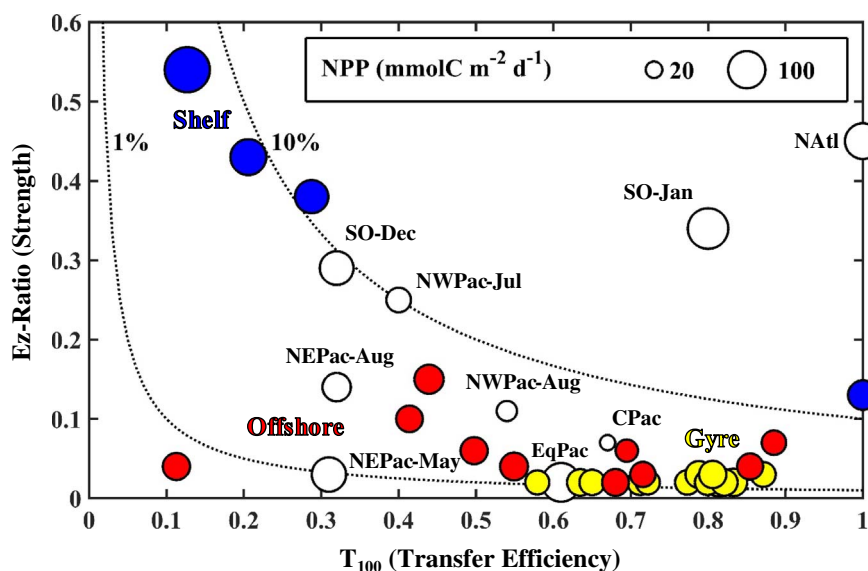 NPP (mmolC m⁻² d⁻¹) 20 100
0.6
0.5
0.4
0.3
0.2
0.1
0
Ez-Ratio (Strength)
Shelf
1%
10%
NAtl
SO-Jan
SO-Dec
NWPac-Jul
NEPac-Aug
NWPac-Aug
CPac
Offshore
Gyre
EqPac
NEPac-May
0 0.1 0.2 0.3 0.4 0.5 0.6 0.7 0.8 0.9 1
T₁₀₀ (Transfer Efficiency)